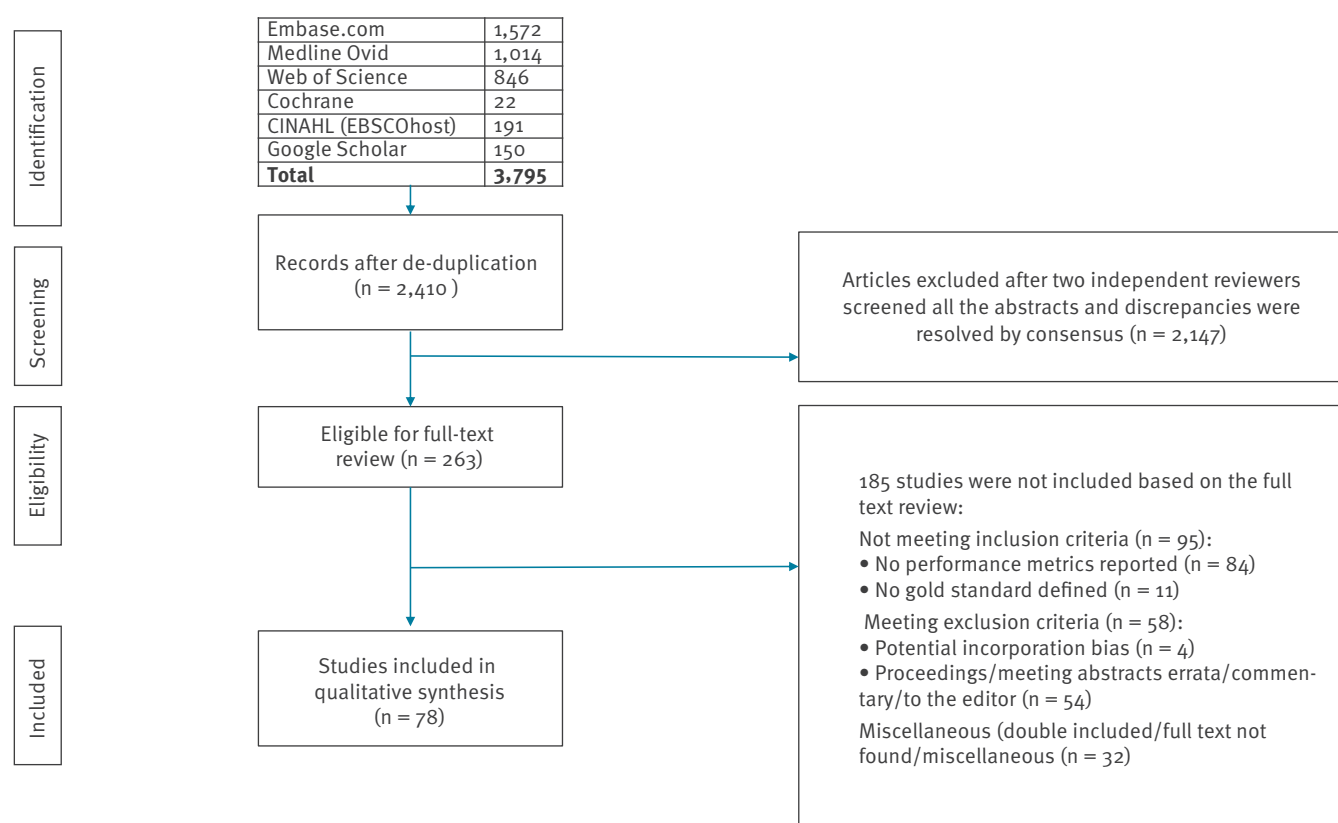 Identification
Embase.com 1,572
Medline Ovid 1,014
Web of Science 846
Cochrane 22
CINAHL (EBSCOhost) 191
Google Scholar 150
Total 3,795
Screening
Records after de-duplication
(n = 2,410 )
Articles excluded after two independent reviewers
screened all the abstracts and discrepancies were
resolved by consensus (n = 2,147)
Eligibility
Eligible for full-text
review (n = 263)
185 studies were not included based on the full
text review:
Not meeting inclusion criteria (n = 95):
• No performance metrics reported (n = 84)
• No gold standard defined (n = 11)
Meeting exclusion criteria (n = 58):
• Potential incorporation bias (n = 4)
• Proceedings/meeting abstracts errata/commen-
tary/to the editor (n = 54)
Miscellaneous (double included/full text not
found/miscellaneous (n = 32)
Included
Studies included in
qualitative synthesis
(n = 78)